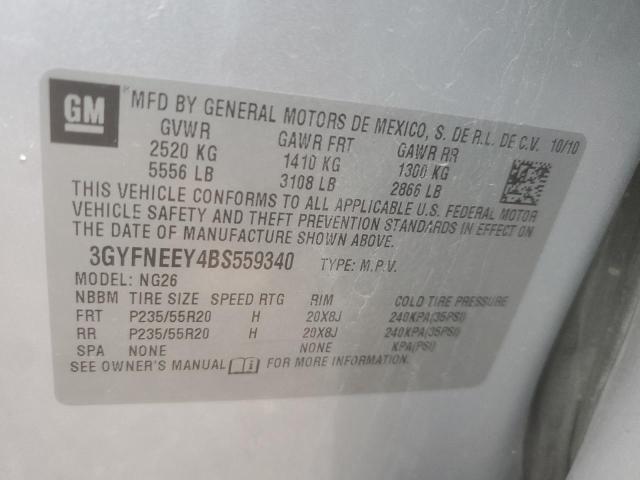 GM MFD BY GENERAL MOTORS DE MEXICO, S. DE R.L. DE C.V. 10/10
GVWR GAWR FRT GAWR RR
2520 KG 1410 KG 1300 KG
5556 LB 3108 LB 2866 LB
THIS VEHICLE CONFORMS TO ALL APPLICABLE U.S. FEDERAL MOTOR
VEHICLE SAFETY AND THEFT PREVENTION STANDARDS IN EFFECT ON
THE DATE OF MANUFACTURE SHOWN ABOVE.
3GYFNEEY4BS559340 TYPE: M.P.V.
MODEL: NG26
NBBM TIRE SIZE SPEED RTG RIM COLD TIRE PRESSURE
FRT P235/55R20 H 20X8J 240KPA(35PSI)
RR P235/55R20 H 20X8J 240KPA(35PSI)
SPA NONE NONE KPA(PSI)
SEE OWNER'S MANUAL FOR MORE INFORMATION.